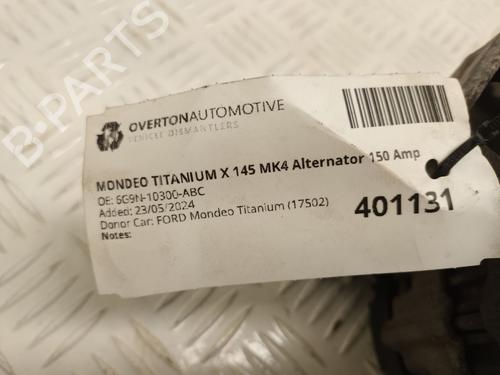 B-PARTS
OVERTONAUTOMOTIVE
VEHICLE DISMANTLERS
MONDEO TITANIUM X 145 MK4 Alternator 150 Amp
OE: 6G9N-10300-ABC
Added: 23/05/2024
Donor Car: FORD Mondeo Titanium (17502)
Notes:
401131